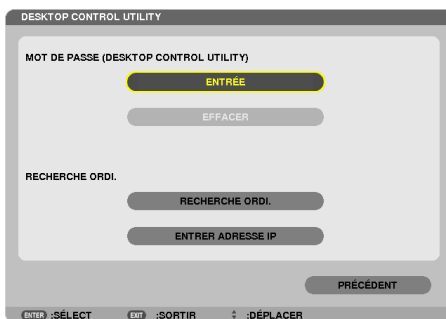 DESKTOP CONTROL UTILITY
MOT DE PASSE (DESKTOP CONTROL UTILITY)
ENTRÉE
EFFACER
RECHERCHE ORDI.
RECHERCHE ORDI.
ENTRER ADRESSE IP
PRÉCÉDENT
ENTER :SÉLECT EXIT :SORTIR :DÉPLACER